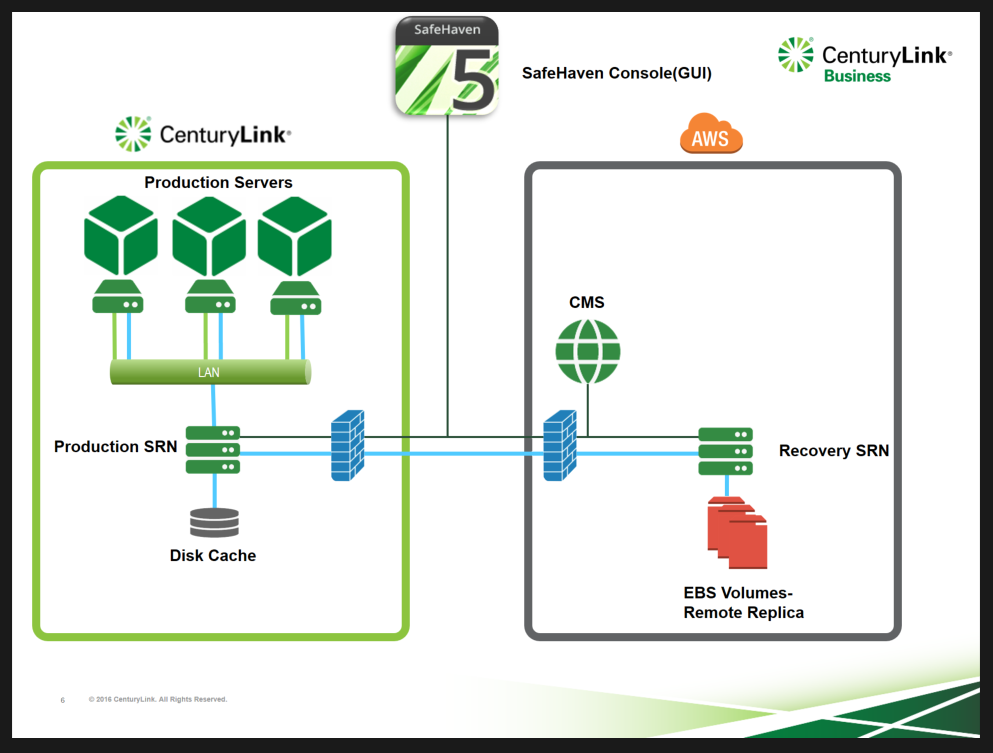 SafeHaven
5
SafeHaven Console(GUI)
CenturyLink®
Business
CenturyLink®
AWS
Production Servers
LAN
CMS
Production SRN
Recovery SRN
Disk Cache
EBS Volumes-
Remote Replica
6
© 2016 CenturyLink. All Rights Reserved.